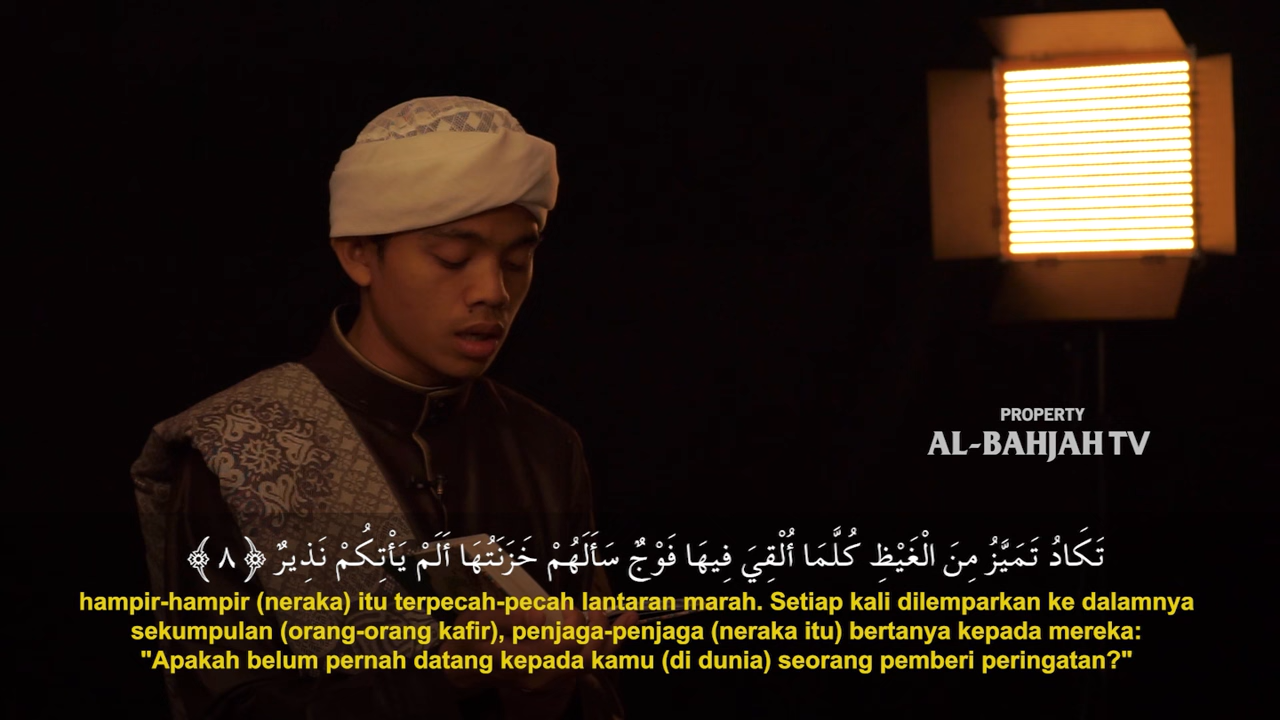 PROPERTY
AL-BAHJAH TV
تَكَادُ تَمَيَّزُ مِنَ الْغَيْظِ كُلَّمَا أُلْقِيَ فِيهَا فَوْجٌ سَأَلَهُمْ خَزَنَتُهَا أَلَمْ يَأْتِكُمْ نَذِيرٌ ﴿٨﴾
hampir-hampir (neraka) itu terpecah-pecah lantaran marah. Setiap kali dilemparkan ke dalamnya
sekumpulan (orang-orang kafir), penjaga-penjaga (neraka itu) bertanya kepada mereka:
"Apakah belum pernah datang kepada kamu (di dunia) seorang pemberi peringatan?"